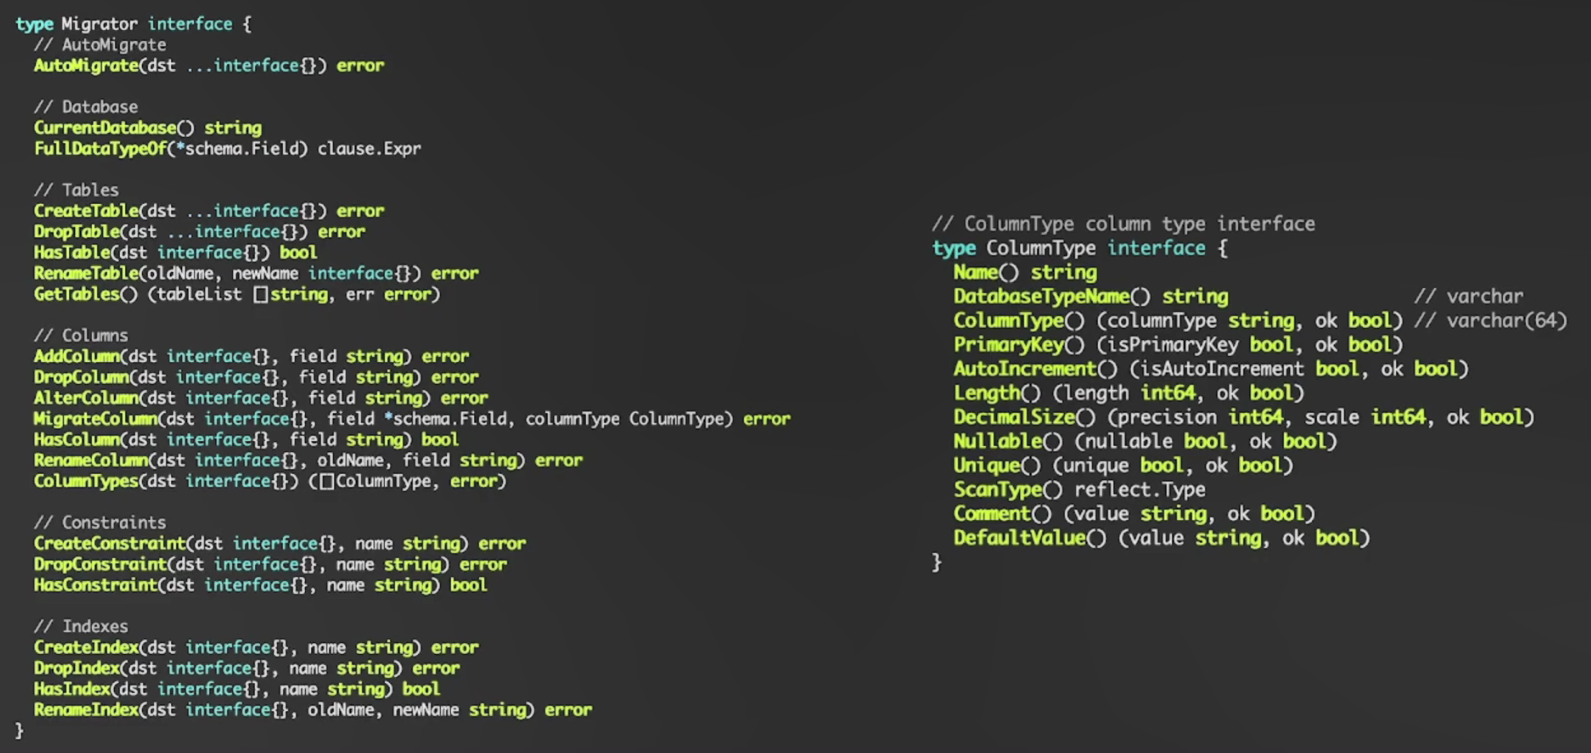 type Migrator interface {
// AutoMigrate
AutoMigrate(dst ...interface{}) error
// Database
CurrentDatabase() string
FullDataTypeOf(*schema.Field) clause.Expr
// Tables
CreateTable(dst ...interface{}) error
DropTable(dst ...interface{}) error
HasTable(dst interface{}) bool
RenameTable(oldName, newName interface{}) error
GetTables() (tableList []string, err error)
// Columns
AddColumn(dst interface{}, field string) error
DropColumn(dst interface{}, field string) error
AlterColumn(dst interface{}, field string) error
MigrateColumn(dst interface{}, field *schema.Field, columnType ColumnType) error
HasColumn(dst interface{}, field string) bool
RenameColumn(dst interface{}, oldName, field string) error
ColumnTypes(dst interface{}) ([]ColumnType, error)
// Constraints
CreateConstraint(dst interface{}, name string) error
DropConstraint(dst interface{}, name string) error
HasConstraint(dst interface{}, name string) bool
// Indexes
CreateIndex(dst interface{}, name string) error
DropIndex(dst interface{}, name string) error
HasIndex(dst interface{}, name string) bool
RenameIndex(dst interface{}, oldName, newName string) error
}
// ColumnType column type interface
type ColumnType interface {
Name() string
DatabaseTypeName() string // varchar
ColumnType() (columnType string, ok bool) // varchar(64)
PrimaryKey() (isPrimaryKey bool, ok bool)
AutoIncrement() (isAutoIncrement bool, ok bool)
Length() (length int64, ok bool)
DecimalSize() (precision int64, scale int64, ok bool)
Nullable() (nullable bool, ok bool)
Unique() (unique bool, ok bool)
ScanType() reflect.Type
Comment() (value string, ok bool)
DefaultValue() (value string, ok bool)
}